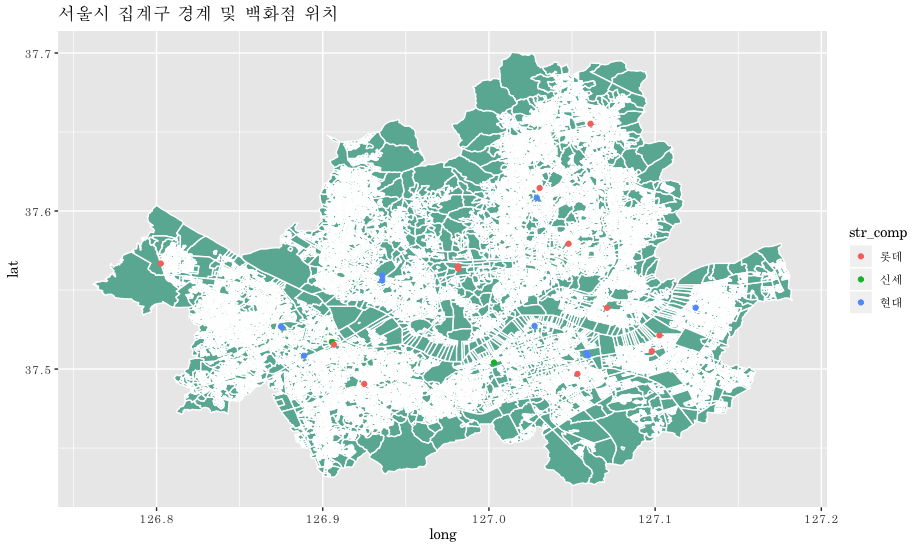 서울시 집계구 경계 및 백화점 위치
37.7
37.6
37.5
lat
126.8 126.9 127.0 127.1 127.2
long
str_comp
롯데
신세
현대